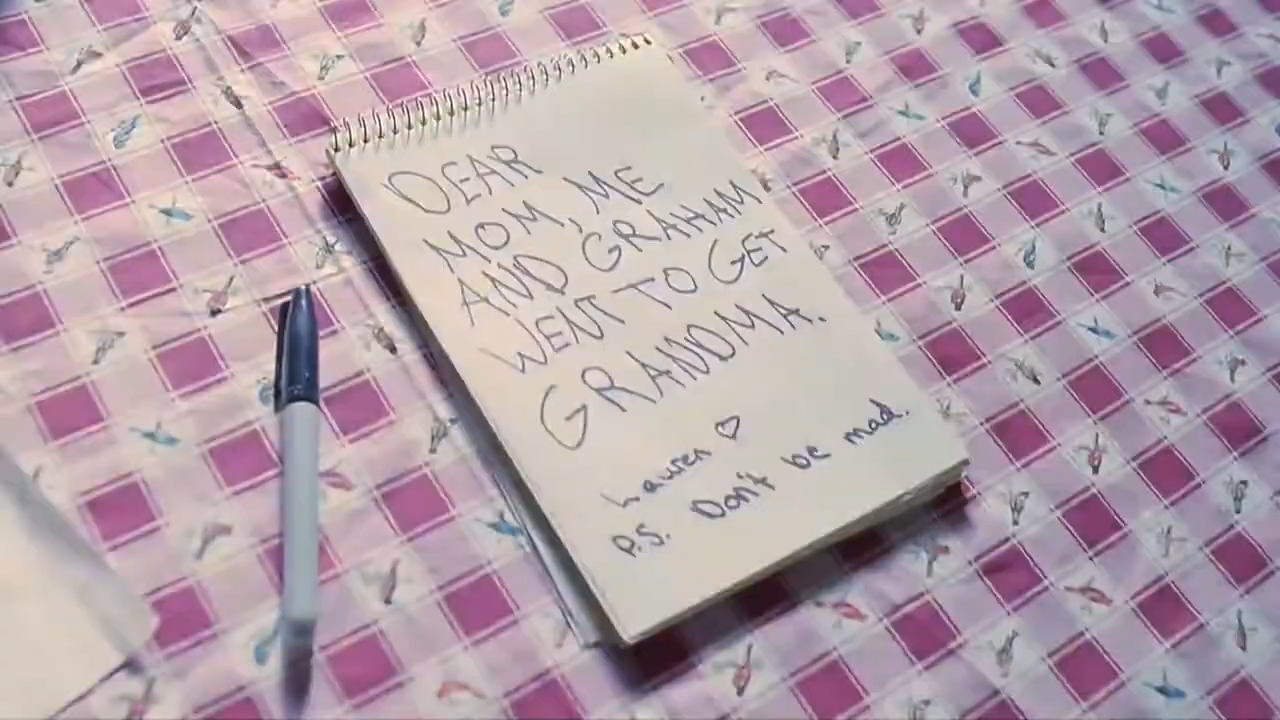 DEAR
MOM, ME
AND GRAHAM
WENT TO GET
GRANDMA.
Lauren ♡
P.S. Don't be mad.